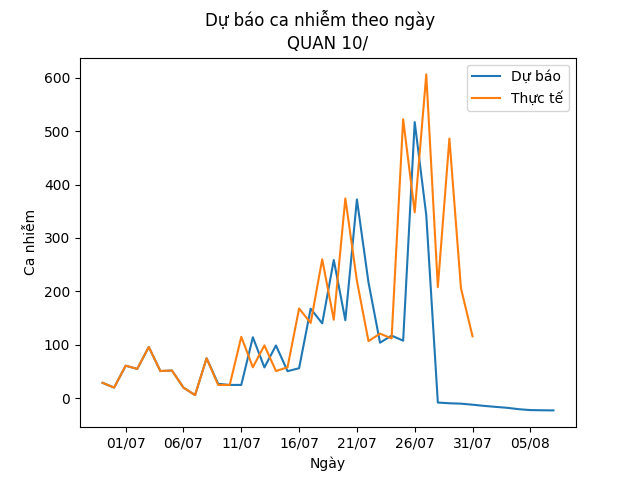 Dự báo ca nhiễm theo ngày
QUAN 10/
Dự báo
Thực tế
Ca nhiễm
600
500
400
300
200
100
0
01/07 06/07 11/07 16/07 21/07 26/07 31/07 05/08
Ngày